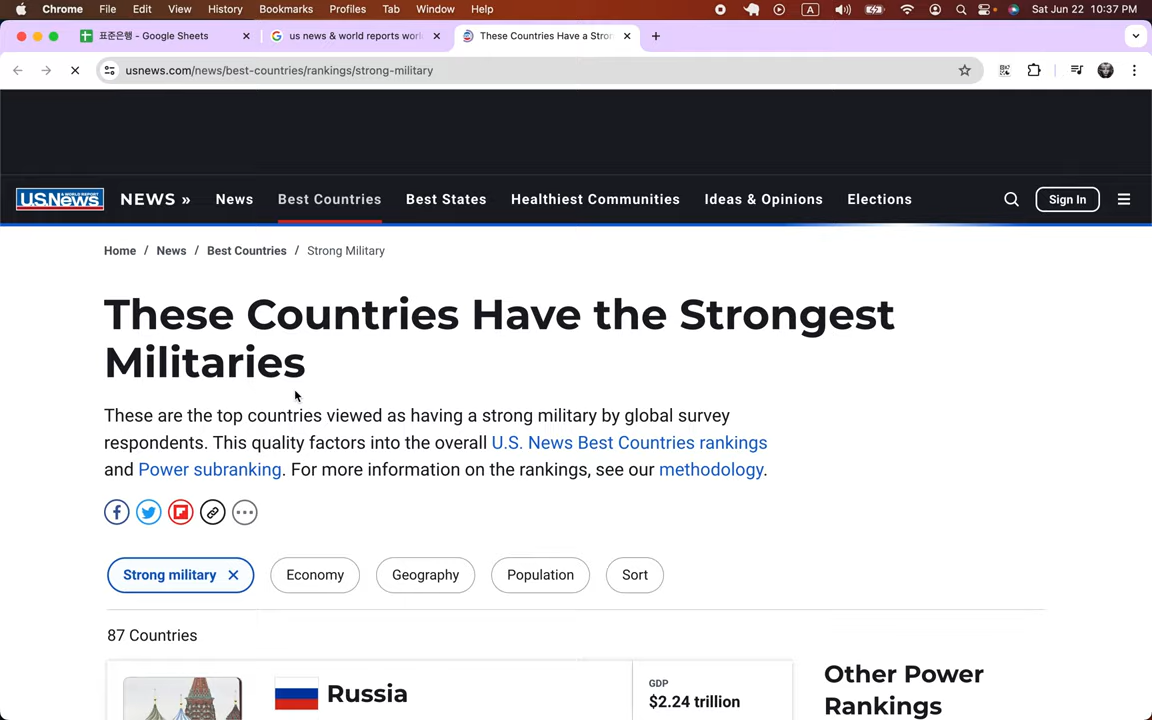 Chrome File Edit View History Bookmarks Profiles Tab Window Help A Sat Jun 22 10:37 PM
표준은행 - Google Sheets us news & world reports worl These Countries Have a Stron
usnews.com/news/best-countries/rankings/strong-military
U.S.News A WORLD REPORT NEWS » News Best Countries Best States Healthiest Communities Ideas & Opinions Elections Sign In
Home / News / Best Countries / Strong Military
These Countries Have the Strongest
Militaries
These are the top countries viewed as having a strong military by global survey
respondents. This quality factors into the overall U.S. News Best Countries rankings
and Power subranking. For more information on the rankings, see our methodology.
Strong military Economy Geography Population Sort
87 Countries
Russia
GDP
$2.24 trillion
Other Power
Rankings